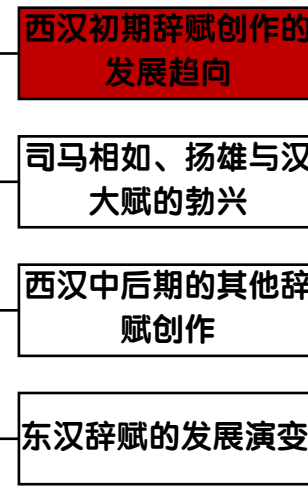 西汉初期辞赋创作的
发展趋向
司马相如、扬雄与汉
大赋的勃兴
西汉中后期的其他辞
赋创作
东汉辞赋的发展演变